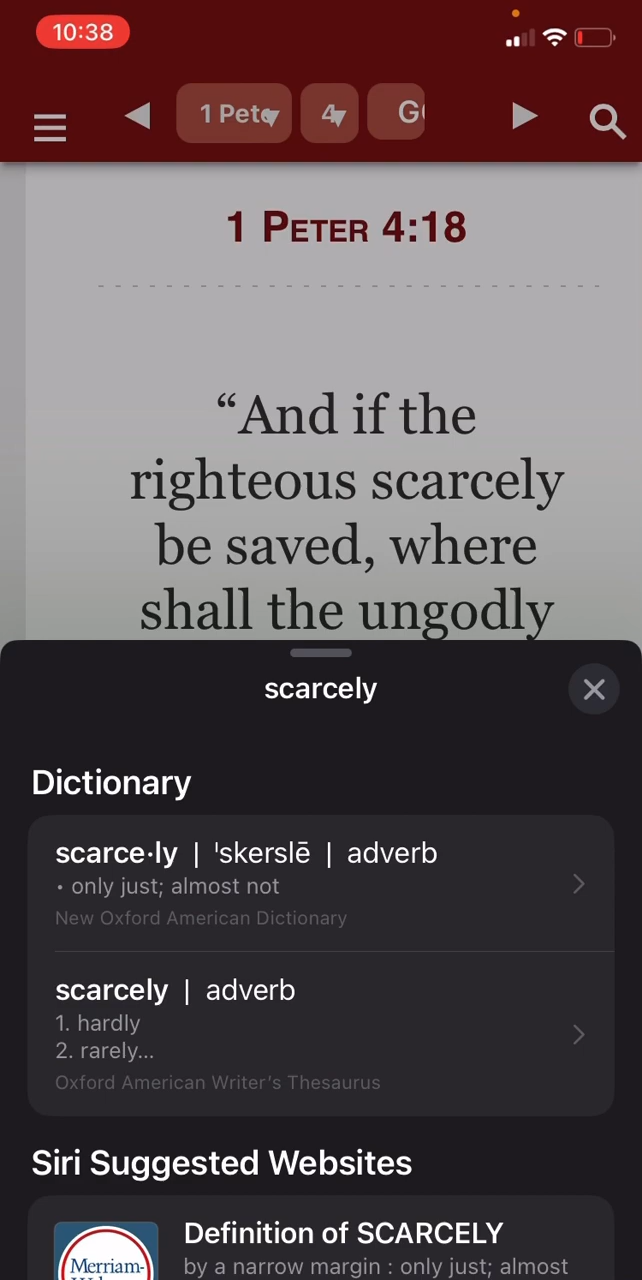 10:38
1 Pete
4
1 Peter 4:18
“And if the
righteous scarcely
be saved, where
shall the ungodly
scarcely
Dictionary
scarce·ly | ˈskerslē | adverb
• only just; almost not
New Oxford American Dictionary
scarcely | adverb
1. hardly
2. rarely...
Oxford American Writer's Thesaurus
Siri Suggested Websites
Definition of SCARCELY
Merriam-
by a narrow margin : only just; almost